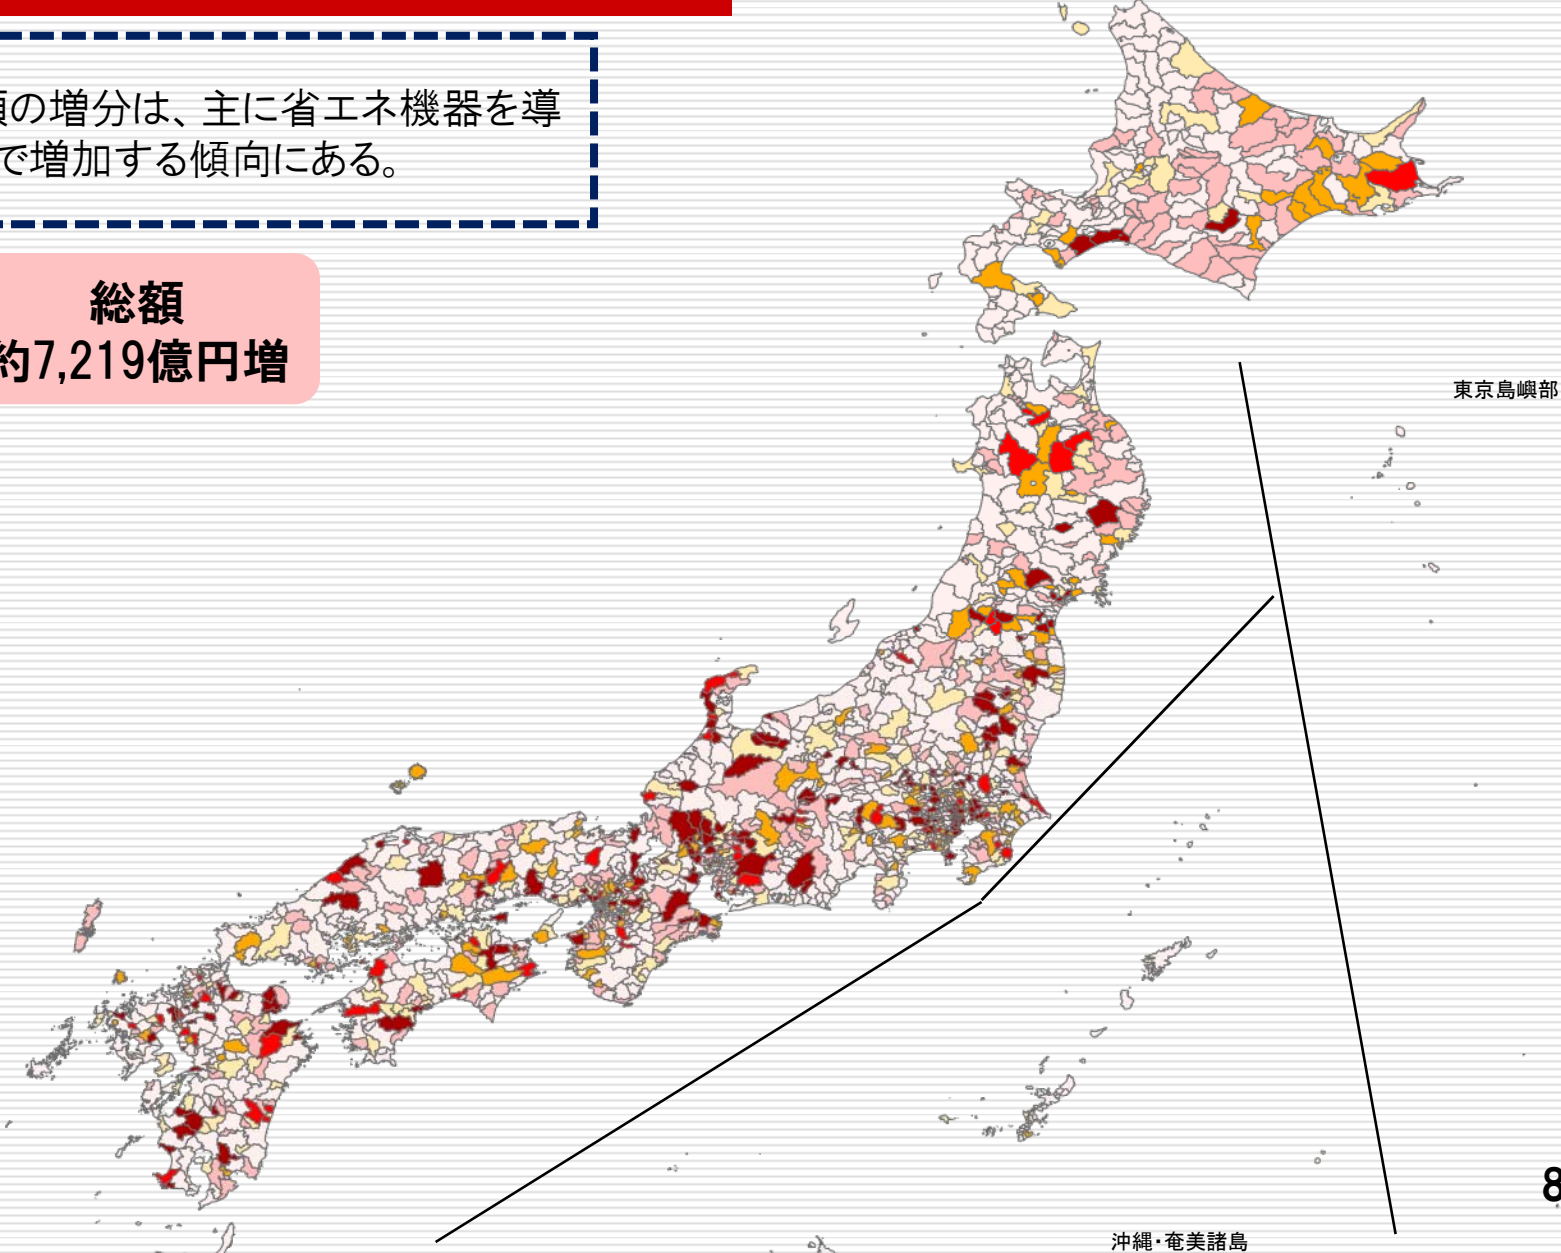 の増分は、主に省エネ機器を導
で増加する傾向にある。
総額
約7,219億円増
東京島嶼部
沖縄・奄美諸島
8